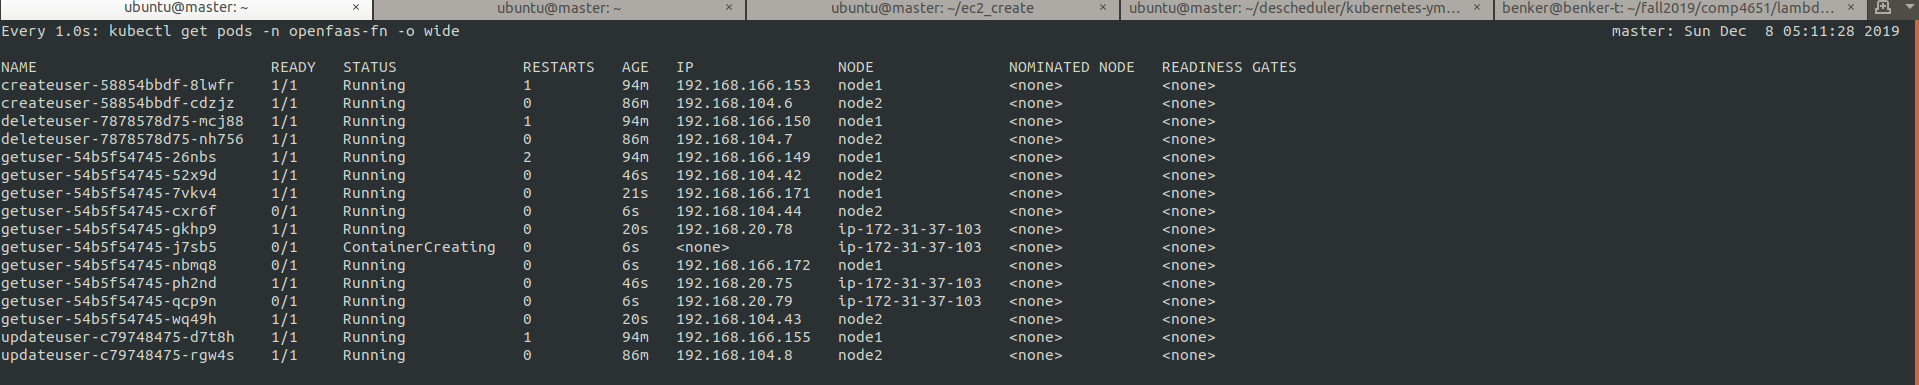 ubuntu@master: ~ × ubuntu@master: ~ × ubuntu@master: ~/ec2_create × ubuntu@master: ~/descheduler/kubernetes-ym... × benker@benker-t: ~/fall2019/comp4651/lambd... ×
Every 1.0s: kubectl get pods -n openfaas-fn -o wide master: Sun Dec 8 05:11:28 2019
NAME READY STATUS RESTARTS AGE IP NODE NOMINATED NODE READINESS GATES
createuser-58854bbdf-8lwfr 1/1 Running 1 94m 192.168.166.153 node1 <none> <none>
createuser-58854bbdf-cdzjz 1/1 Running 0 86m 192.168.104.6 node2 <none> <none>
deleteuser-7878578d75-mcj88 1/1 Running 1 94m 192.168.166.150 node1 <none> <none>
deleteuser-7878578d75-nh756 1/1 Running 0 86m 192.168.104.7 node2 <none> <none>
getuser-54b5f54745-26nbs 1/1 Running 2 94m 192.168.166.149 node1 <none> <none>
getuser-54b5f54745-52x9d 1/1 Running 0 46s 192.168.104.42 node2 <none> <none>
getuser-54b5f54745-7vkv4 1/1 Running 0 21s 192.168.166.171 node1 <none> <none>
getuser-54b5f54745-cxr6f 0/1 Running 0 6s 192.168.104.44 node2 <none> <none>
getuser-54b5f54745-gkhp9 1/1 Running 0 20s 192.168.20.78 ip-172-31-37-103 <none> <none>
getuser-54b5f54745-j7sb5 0/1 ContainerCreating 0 6s <none> ip-172-31-37-103 <none> <none>
getuser-54b5f54745-nbmq8 0/1 Running 0 6s 192.168.166.172 node1 <none> <none>
getuser-54b5f54745-ph2nd 1/1 Running 0 46s 192.168.20.75 ip-172-31-37-103 <none> <none>
getuser-54b5f54745-qcp9n 0/1 Running 0 6s 192.168.20.79 ip-172-31-37-103 <none> <none>
getuser-54b5f54745-wq49h 1/1 Running 0 20s 192.168.104.43 node2 <none> <none>
updateuser-c79748475-d7t8h 1/1 Running 1 94m 192.168.166.155 node1 <none> <none>
updateuser-c79748475-rgw4s 1/1 Running 0 86m 192.168.104.8 node2 <none> <none>